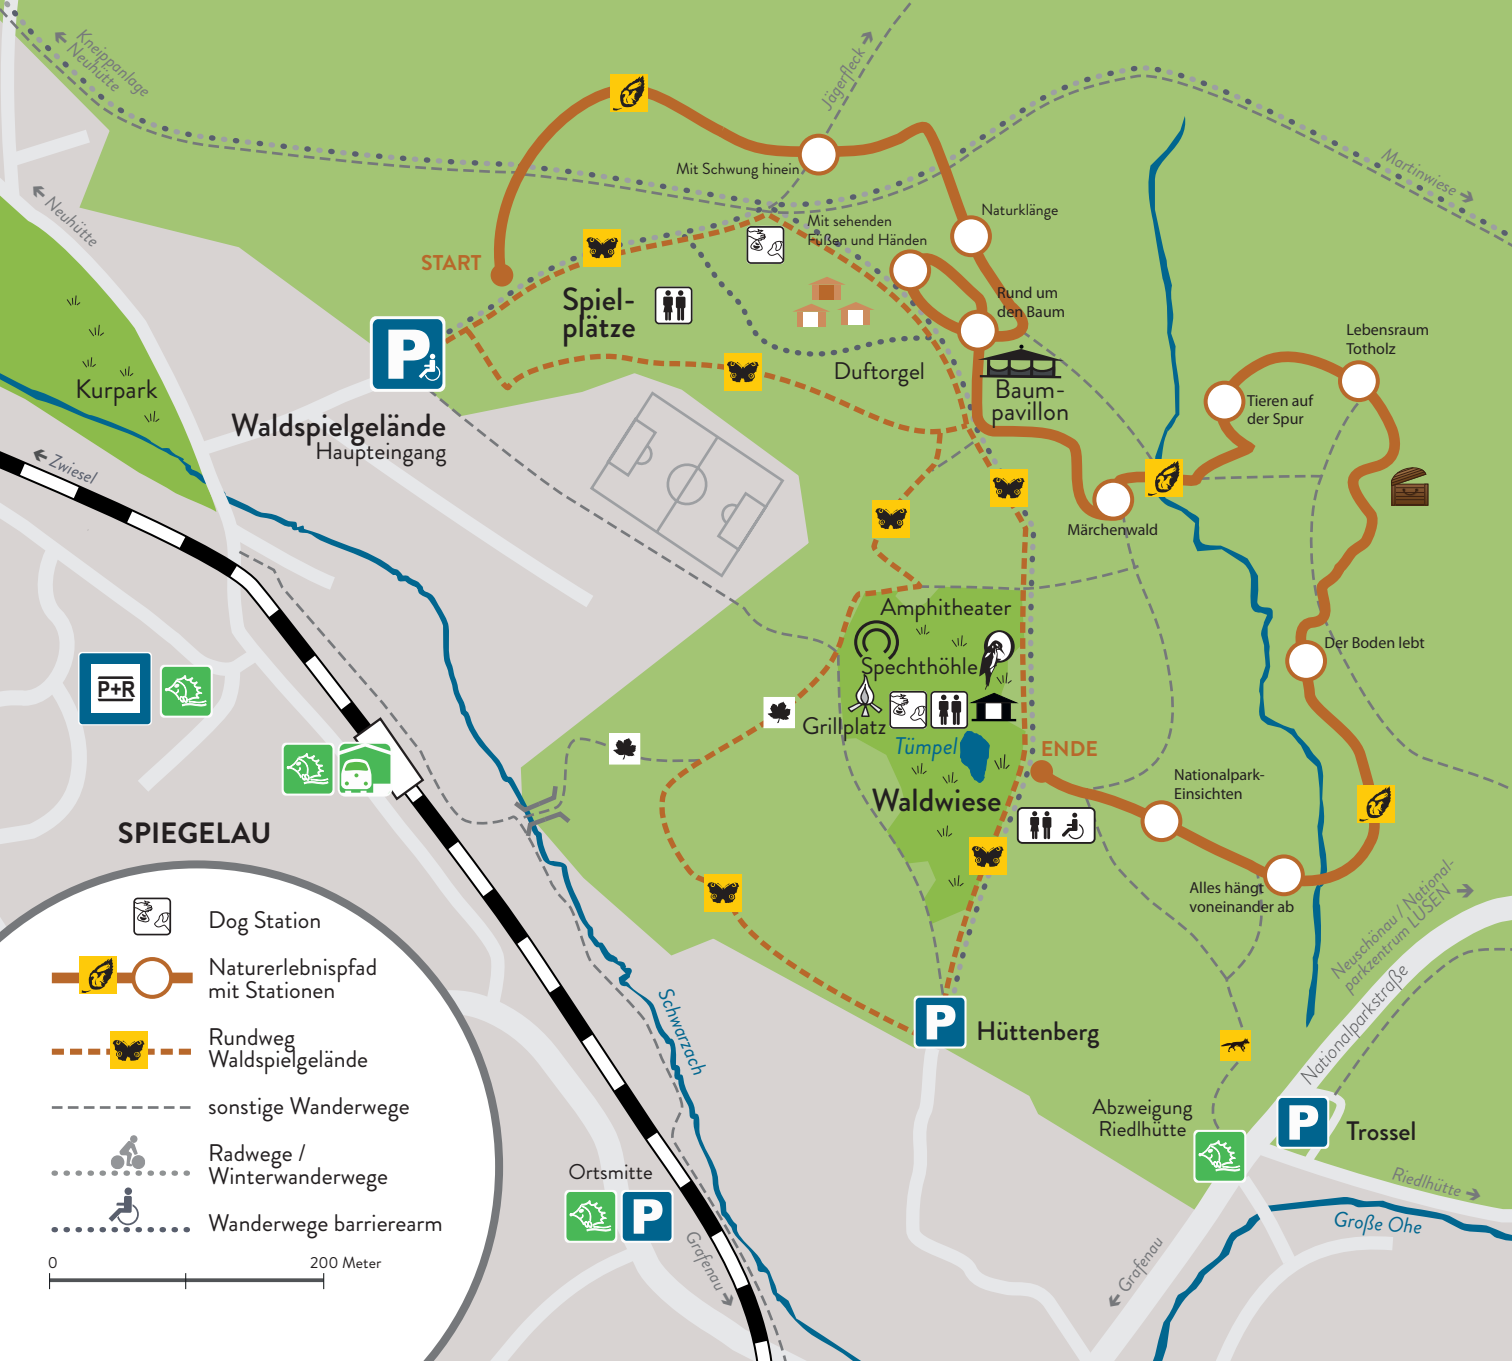 Kneippanlage
Neuhütte
Jägerfleck
Martinwiese
Neuhütte
Mit Schwung hinein
Naturklänge
Mit sehenden
Füßen und Händen
START
Spiel-
plätze
Rund um
den Baum
Lebensraum
Totholz
P
Duftorgel
Baum-
pavillon
Tieren auf
der Spur
Kurpark
Waldspielgelände
Haupteingang
Zwiesel
Märchenwald
Amphitheater
Spechthöhle
Der Boden lebt
P+R
Grillplatz
Tümpel
ENDE
Nationalpark-
Einsichten
Waldwiese
SPIEGELAU
Alles hängt
voneinander ab
Neuschönau / National-
parkzentrum LUSEN
Nationalparkstraße
Schwarzach
P
Hüttenberg
Abzweigung
Riedlhütte
P
Trossel
Riedlhütte
Große Ohe
Ortsmitte
P
Grafenau
Grafenau
Dog Station
Naturerlebnispfad
mit Stationen
Rundweg
Waldspielgelände
sonstige Wanderwege
Radwege /
Winterwanderwege
Wanderwege barrierearm
0 200 Meter